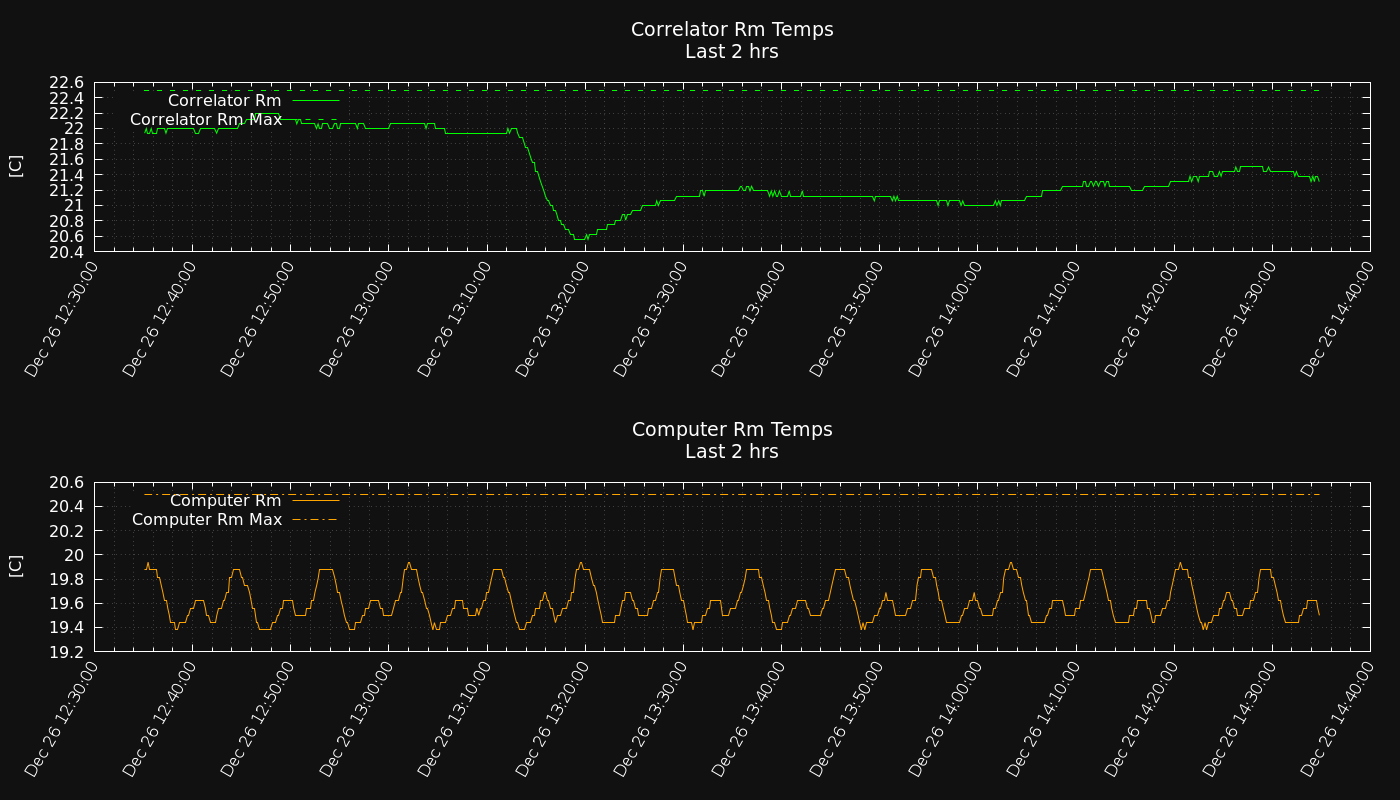 Correlator Rm Temps
Last 2 hrs
22.6
22.4
22.2
22
21.8
21.6
21.4
21.2
21
20.8
20.6
20.4
[C]
Correlator Rm
Correlator Rm Max
Dec 26 12:30:00
Dec 26 12:40:00
Dec 26 12:50:00
Dec 26 13:00:00
Dec 26 13:10:00
Dec 26 13:20:00
Dec 26 13:30:00
Dec 26 13:40:00
Dec 26 13:50:00
Dec 26 14:00:00
Dec 26 14:10:00
Dec 26 14:20:00
Dec 26 14:30:00
Dec 26 14:40:00
Computer Rm Temps
Last 2 hrs
20.6
20.4
20.2
20
19.8
19.6
19.4
19.2
[C]
Computer Rm
Computer Rm Max
Dec 26 12:30:00
Dec 26 12:40:00
Dec 26 12:50:00
Dec 26 13:00:00
Dec 26 13:10:00
Dec 26 13:20:00
Dec 26 13:30:00
Dec 26 13:40:00
Dec 26 13:50:00
Dec 26 14:00:00
Dec 26 14:10:00
Dec 26 14:20:00
Dec 26 14:30:00
Dec 26 14:40:00